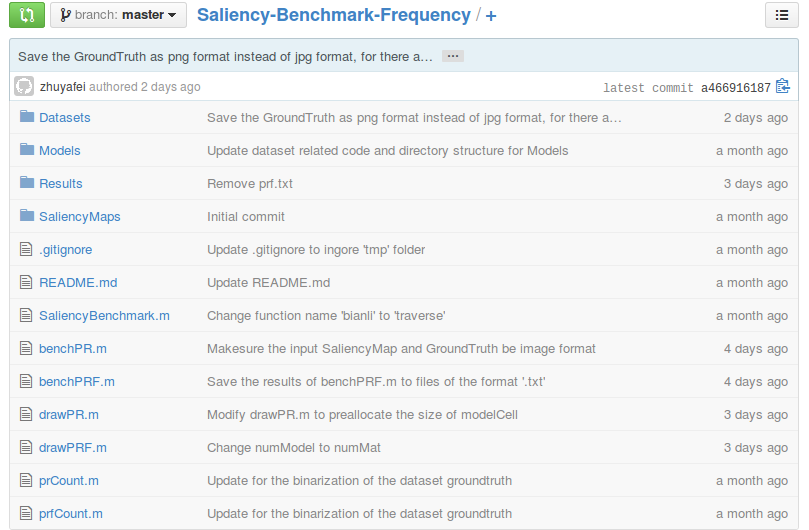 branch: master Saliency-Benchmark-Frequency / +
Save the GroundTruth as png format instead of jpg format, for there a… …
zhuyafei authored 2 days ago latest commit a466916187
Datasets Save the GroundTruth as png format instead of jpg format, for there a… 2 days ago
Models Update dataset related code and directory structure for Models a month ago
Results Remove prf.txt 3 days ago
SaliencyMaps Initial commit a month ago
.gitignore Update .gitignore to ingore 'tmp' folder a month ago
README.md Update README.md a month ago
SaliencyBenchmark.m Change function name 'bianli' to 'traverse' a month ago
benchPR.m Makesure the input SaliencyMap and GroundTruth be image format 4 days ago
benchPRF.m Save the results of benchPRF.m to files of the format '.txt' 4 days ago
drawPR.m Modify drawPR.m to preallocate the size of modelCell 3 days ago
drawPRF.m Change numModel to numMat 3 days ago
prCount.m Update for the binarization of the dataset groundtruth a month ago
prfCount.m Update for the binarization of the dataset groundtruth a month ago